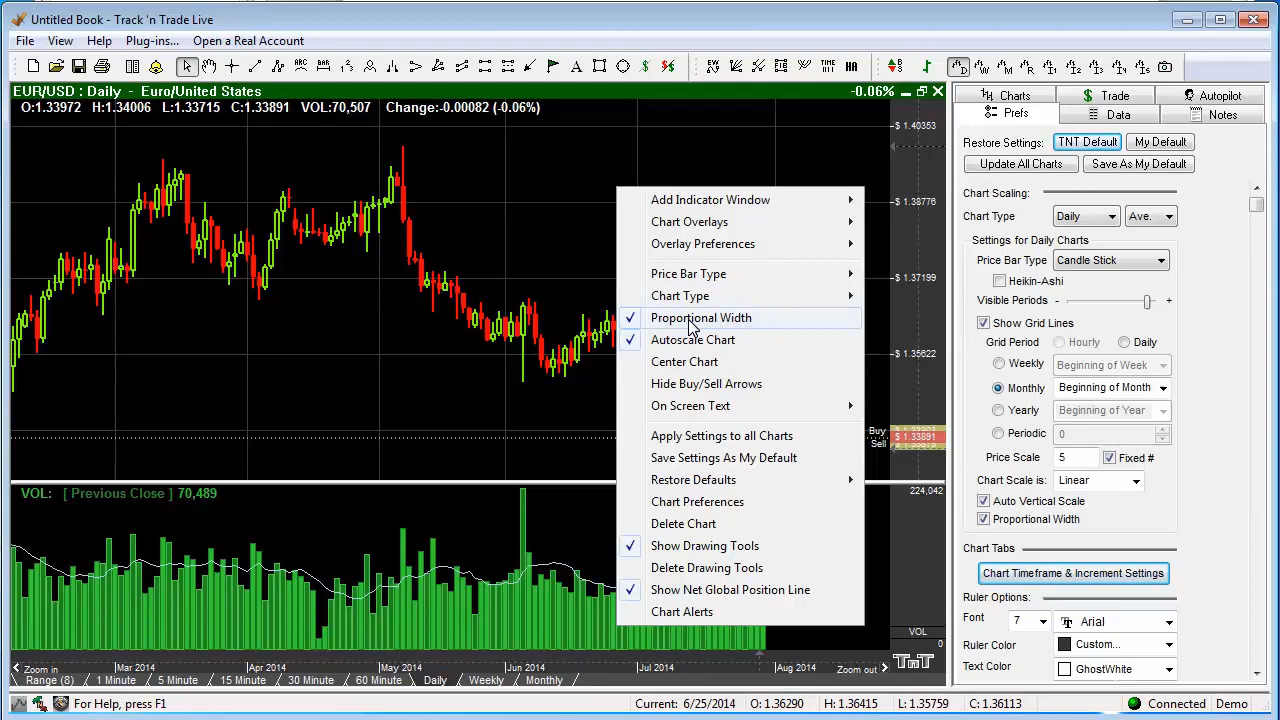 Untitled Book - Track 'n Trade Live
File View Help Plug-ins... Open a Real Account
EUR/USD : Daily - Euro/United States -0.06%
O:1.33972 H:1.34006 L:1.33715 C:1.33891 VOL:70,507 Change:-0.00082 (-0.06%)
$ 1.40353
$ 1.38776
$ 1.37199
$ 1.35622
Buy
$ 1.33891
Sell
Add Indicator Window
Chart Overlays
Overlay Preferences
Price Bar Type
Chart Type
Proportional Width
Autoscale Chart
Center Chart
Hide Buy/Sell Arrows
On Screen Text
Apply Settings to all Charts
Save Settings As My Default
Restore Defaults
Chart Preferences
Delete Chart
Show Drawing Tools
Delete Drawing Tools
Show Net Global Position Line
Chart Alerts
VOL: [ Previous Close ] 70,489
224,042
VOL
0
Zoom in Mar 2014 Apr 2014 May 2014 Jun 2014 Jul 2014 Aug 2014 Zoom out
TNT
Range (8) 1 Minute 5 Minute 15 Minute 30 Minute 60 Minute Daily Weekly Monthly
Charts Trade Autopilot
Prefs Data Notes
Restore Settings: TNT Default My Default
Update All Charts Save As My Default
Chart Scaling:
Chart Type Daily Ave.
Settings for Daily Charts
Price Bar Type Candle Stick
Heikin-Ashi
Visible Periods - +
Show Grid Lines
Grid Period Hourly Daily
Weekly Beginning of Week
Monthly Beginning of Month
Yearly Beginning of Year
Periodic 0
Price Scale 5 Fixed #
Chart Scale is: Linear
Auto Vertical Scale
Proportional Width
Chart Tabs
Chart Timeframe & Increment Settings
Ruler Options:
Font 7 Arial
Ruler Color Custom...
Text Color GhostWhite
For Help, press F1 Current: 6/25/2014 O: 1.36290 H: 1.36415 L: 1.35759 C: 1.36113 Connected Demo